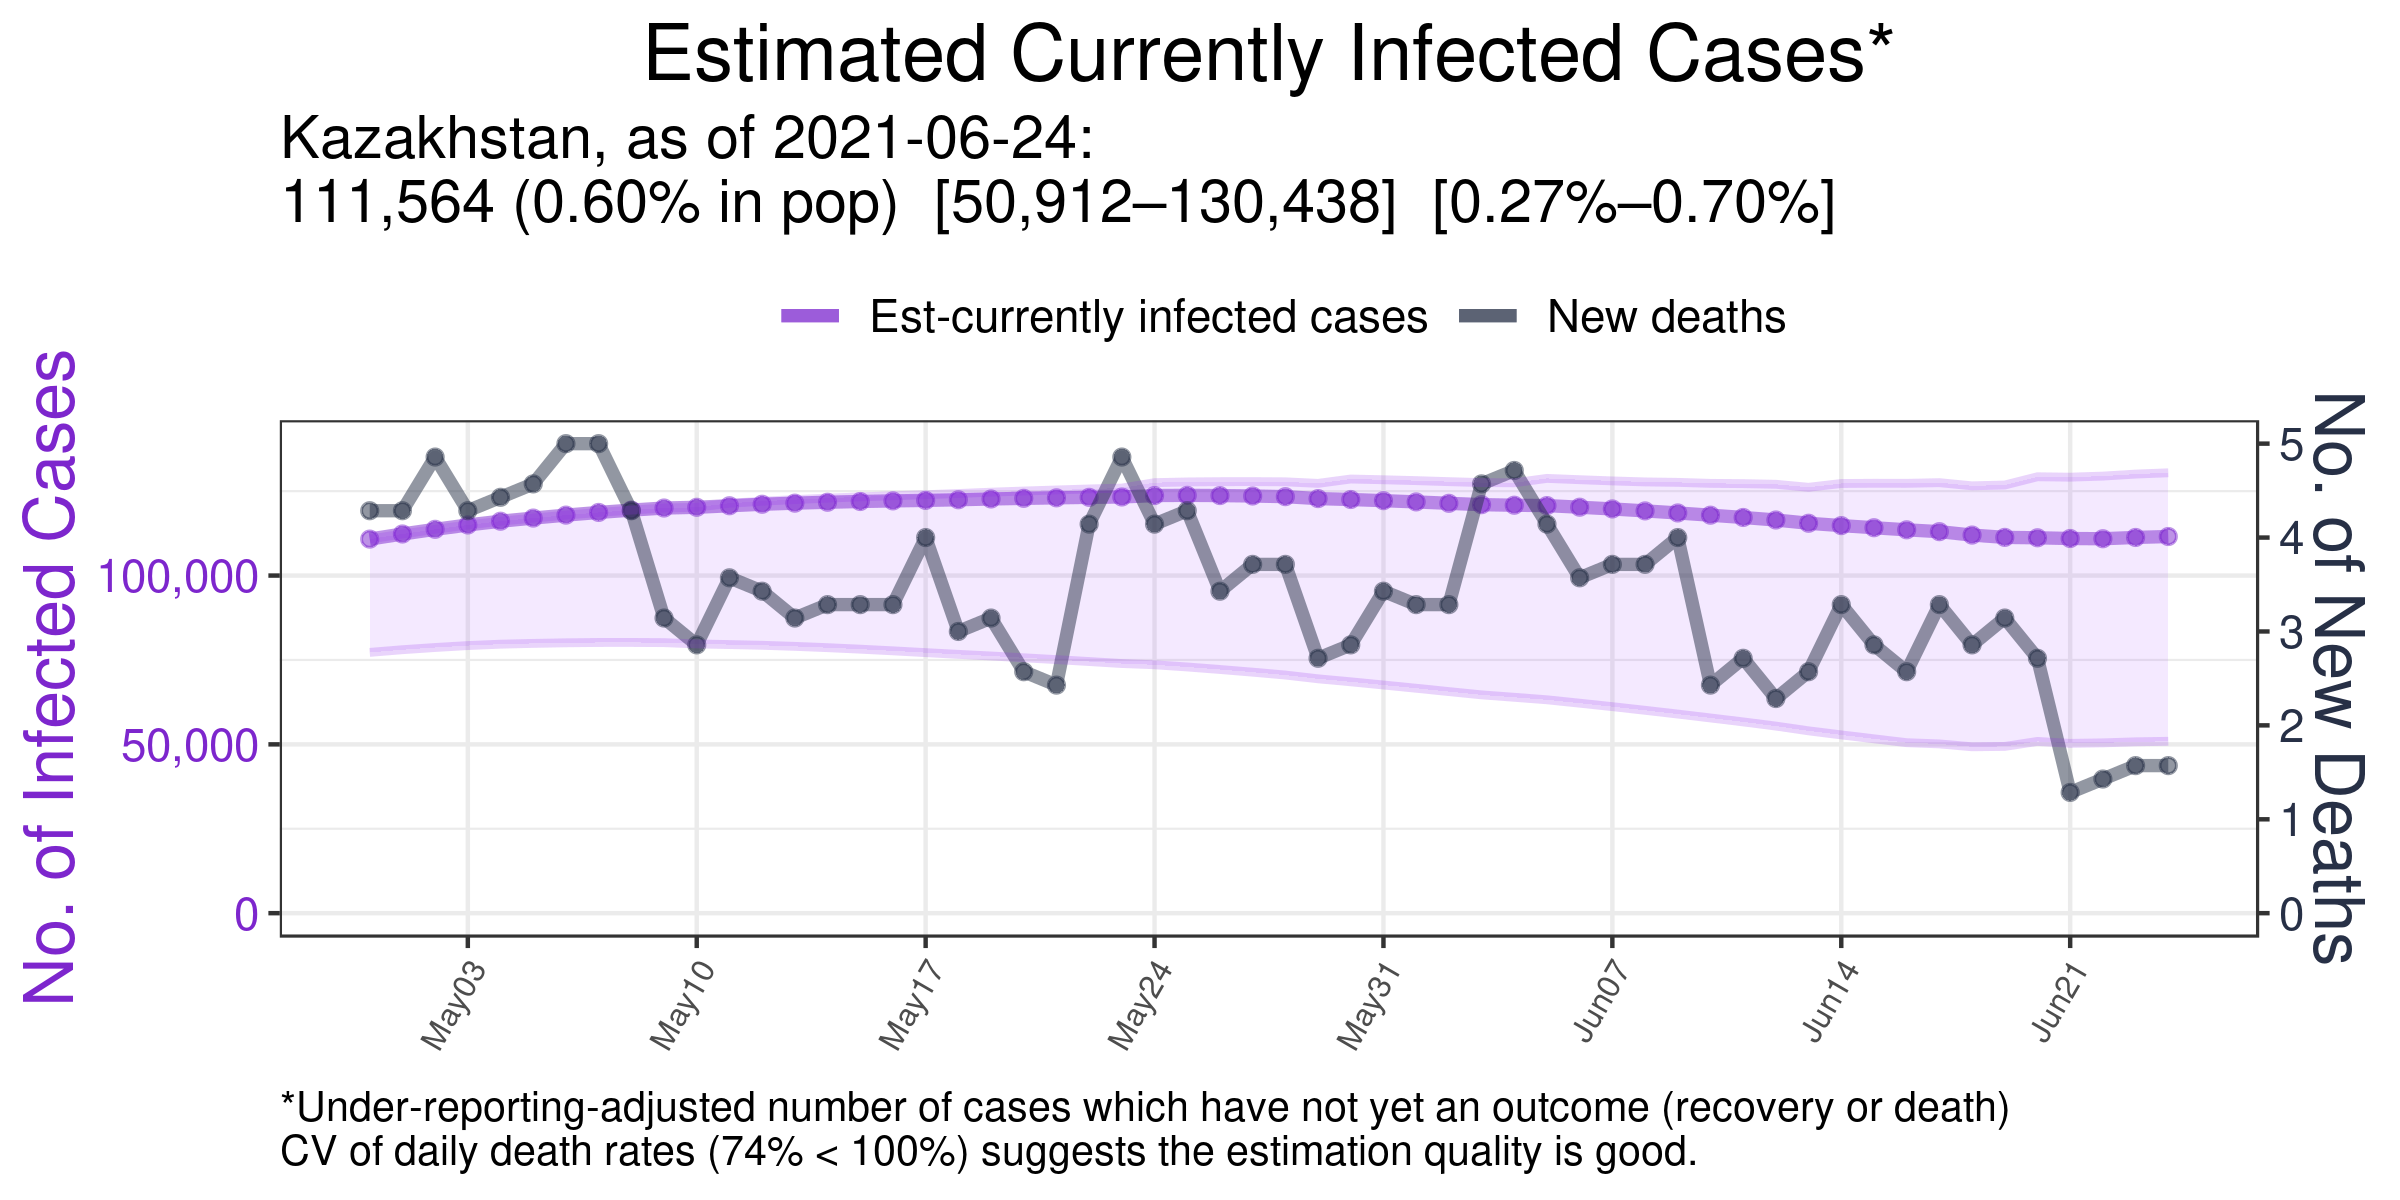 Estimated Currently Infected Cases*
Kazakhstan, as of 2021-06-24:
111,564 (0.60% in pop)  [50,912–130,438]  [0.27%–0.70%]
Est-currently infected cases
New deaths
No. of Infected Cases
100,000
50,000
0
5
4
3
2
1
0
No. of New Deaths
May03
May10
May17
May24
May31
Jun07
Jun14
Jun21
*Under-reporting-adjusted number of cases which have not yet an outcome (recovery or death)
CV of daily death rates (74% < 100%) suggests the estimation quality is good.